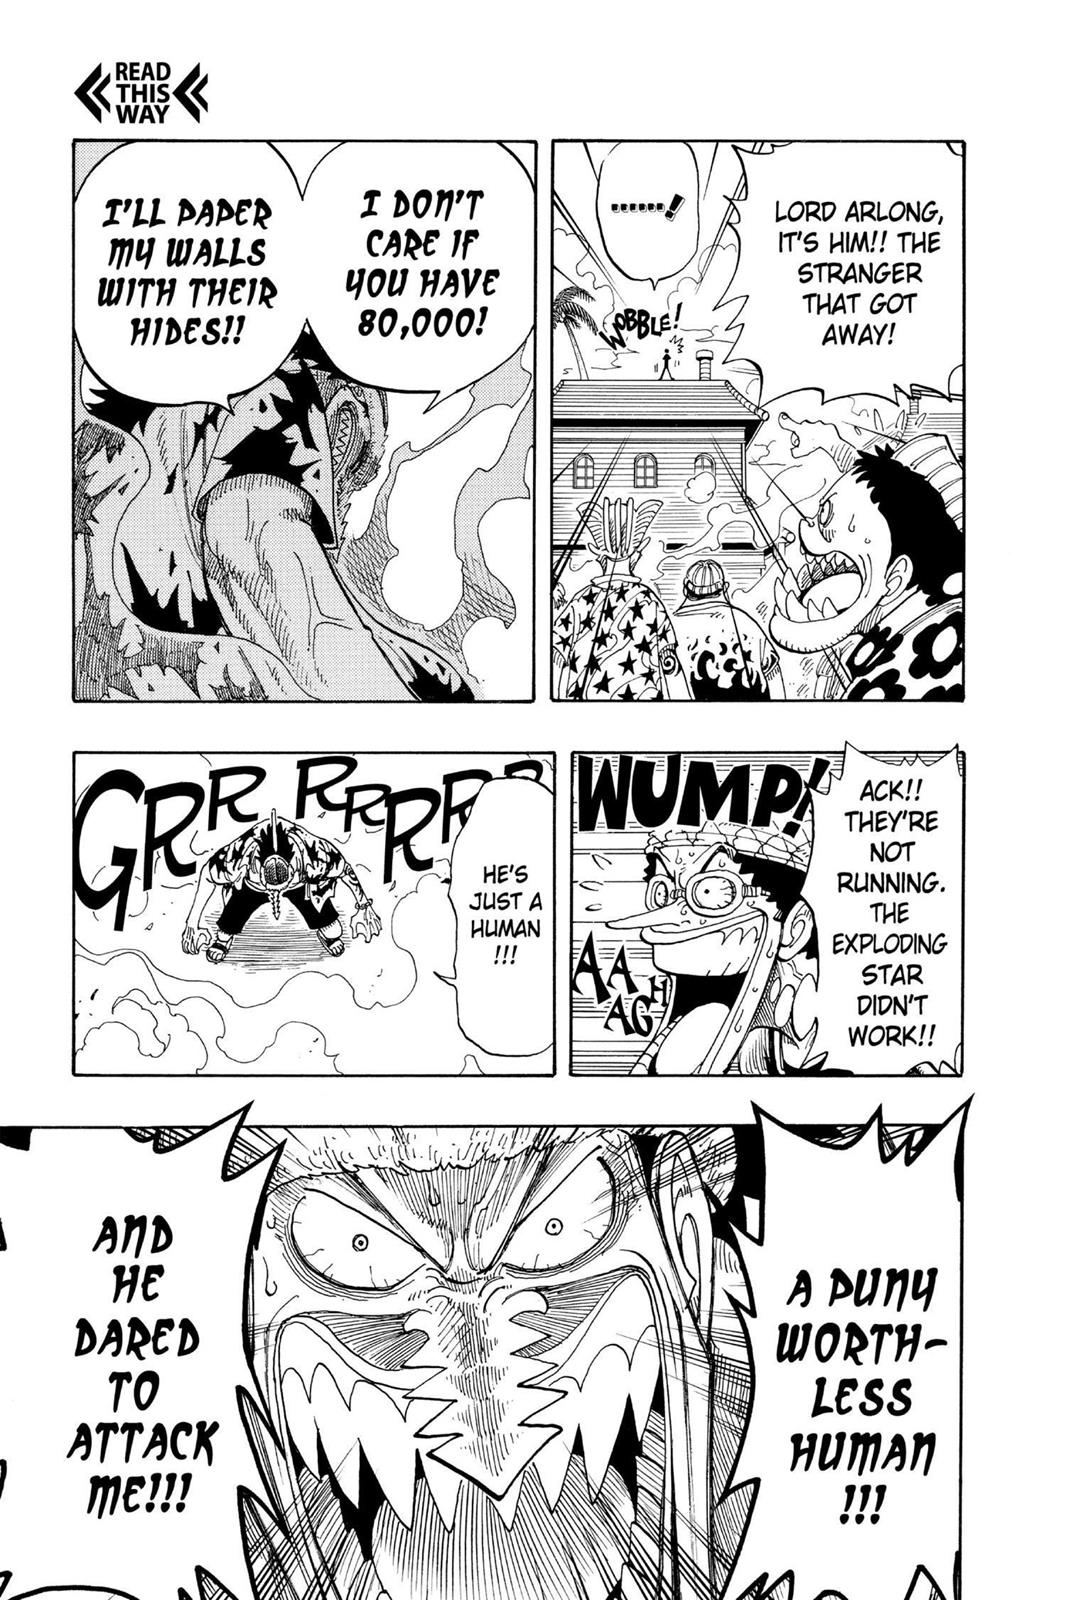 READ
THIS
WAY
LORD ARLONG,
IT'S HIM!! THE
STRANGER
THAT GOT
AWAY!
.......!
WOBBLE!
I DON'T
CARE IF
YOU HAVE
80,000!
I'LL PAPER
MY WALLS
WITH THEIR
HIDES!!
WUMP!
ACK!!
THEY'RE
NOT
RUNNING.
THE
EXPLODING
STAR
DIDN'T
WORK!!
AAAGH
HE'S
JUST A
HUMAN
!!!
GRRRRRRR
A PUNY
WORTH-
LESS
HUMAN
!!!
AND
HE
DARED
TO
ATTACK
ME!!!